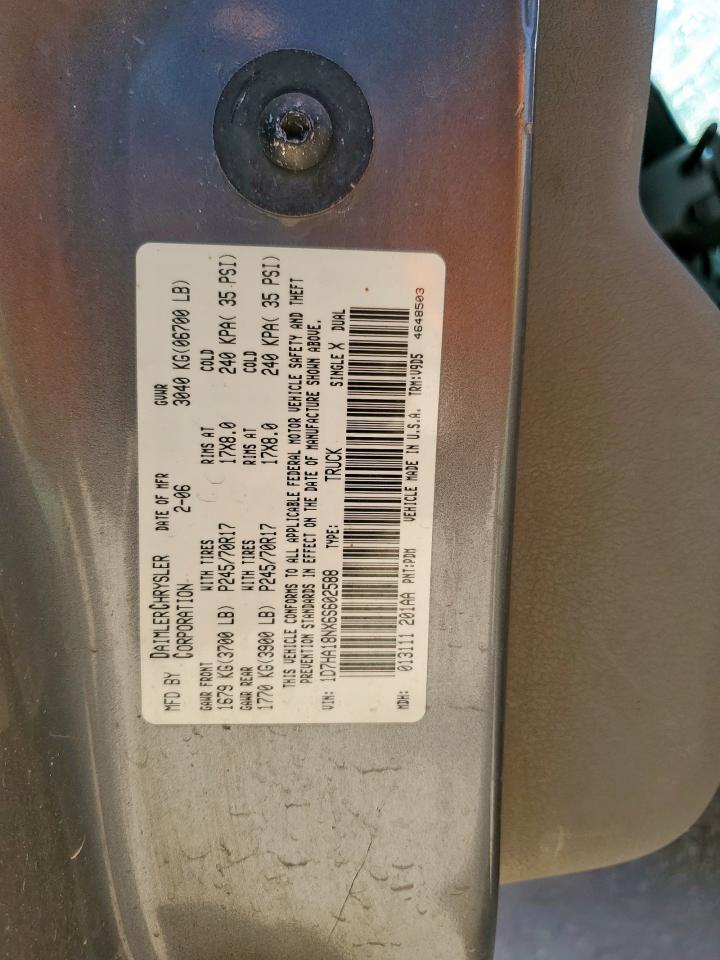 MFD BY DAIMLERCHRYSLER CORPORATION DATE OF MFR 2-06 GVWR 3040 KG(06700 LB)
GAWR FRONT WITH TIRES RIMS AT COLD
1679 KG(3700 LB) P245/70R17 17X8.0 240 KPA( 35 PSI)
GAWR REAR WITH TIRES RIMS AT COLD
1770 KG(3900 LB) P245/70R17 17X8.0 240 KPA( 35 PSI)
THIS VEHICLE CONFORMS TO ALL APPLICABLE FEDERAL MOTOR VEHICLE SAFETY AND THEFT
PREVENTION STANDARDS IN EFFECT ON THE DATE OF MANUFACTURE SHOWN ABOVE.
VIN: 1D7HA18NX6S602588 TYPE: TRUCK SINGLE X DUAL
MDH: 013111 201AA PNT:PDM VEHICLE MADE IN U.S.A. TRM:V9D5 4648503